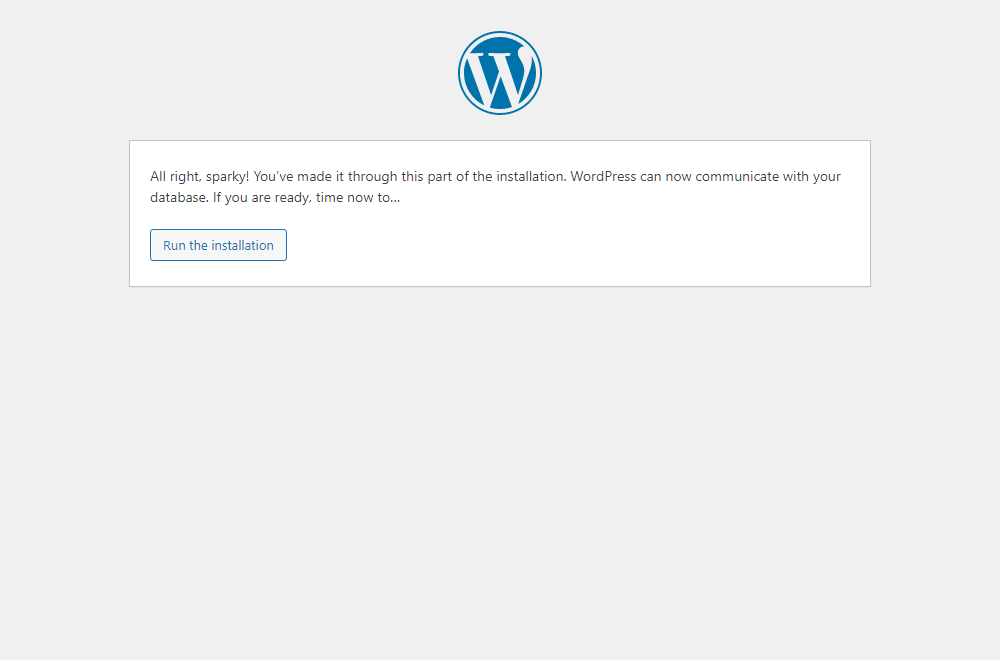 All right, sparky! You’ve made it through this part of the installation. WordPress can now communicate with your
database. If you are ready, time now to…
Run the installation